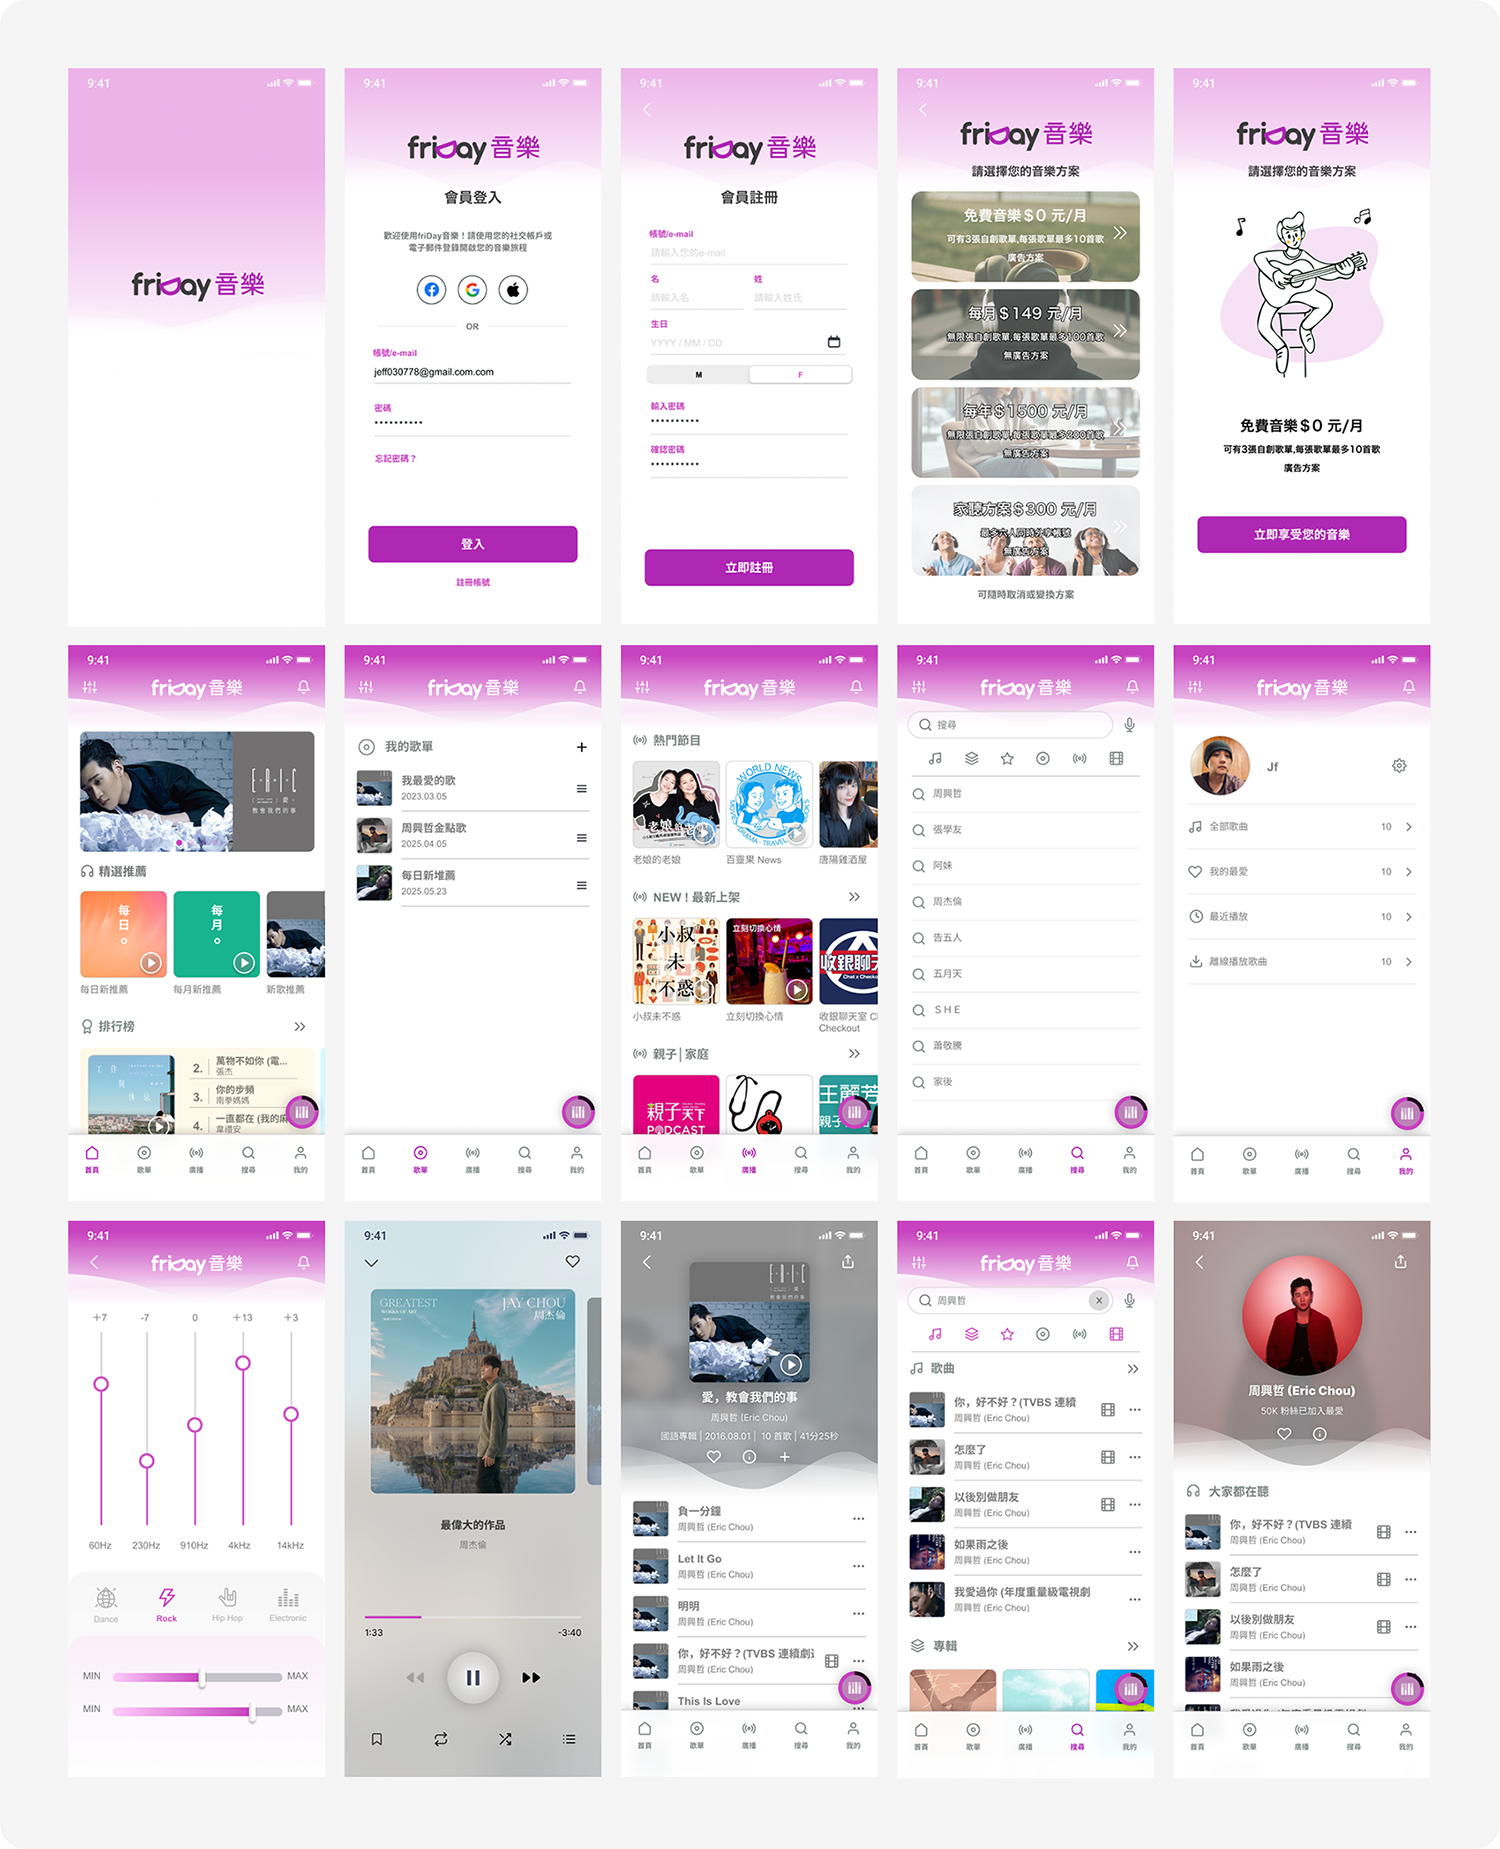 9:41
friDay 音樂
9:41
friDay 音樂
會員登入
歡迎使用friDay音樂！請使用您的社交帳戶或
電子郵件登錄開啟您的音樂旅程
OR
帳號/e-mail
jeff030778@gmail.com.com
密碼
••••••••••
忘記密碼？
登入
註冊帳號
9:41
friDay 音樂
會員註冊
帳號/e-mail
請輸入您的e-mail
名
姓
請輸入名
請輸入姓氏
生日
YYYY / MM / DD
M
F
輸入密碼
••••••••••
確認密碼
••••••••••
立即註冊
9:41
friDay 音樂
請選擇您的音樂方案
免費音樂＄0 元/月
可有3張自創歌單,每張歌單最多10首歌
廣告方案
每月＄149 元/月
無限張自創歌單,每張歌單最多100首歌
無廣告方案
每年＄1500 元/月
無限張自創歌單,每張歌單最多200首歌
無廣告方案
家聽方案＄300 元/月
最多六人同時分享帳號
無廣告方案
可隨時取消或變換方案
9:41
friDay 音樂
請選擇您的音樂方案
免費音樂＄0 元/月
可有3張自創歌單,每張歌單最多10首歌
廣告方案
立即享受您的音樂
9:41
friDay 音樂
ERIC
愛，
教會我們的事
精選推薦
每日。
每月。
每日新推薦
每月新推薦
新歌推薦
排行榜
工作
與
休息
2.
萬物不如你 (電...
張杰
3.
你的步頻
南拳媽媽
4.
一直都在 (我的麻
韋禮安
首頁
歌單
廣播
搜尋
我的
9:41
friDay 音樂
我的歌單
+
我最愛的歌
2023.03.05
周興哲金點歌
2025.04.05
每日新堆薦
2025.05.23
首頁
歌單
廣播
搜尋
我的
9:41
friDay 音樂
熱門節目
WORLD NEWS
老娘的老娘
百靈果 News
唐陽雞酒屋
NEW ! 最新上架
小叔
未
不惑
立刻切換心情
收銀聊天
Chat x Checko
小叔未不惑
立刻切換心情
收銀聊天室 C
Checkout
親子│家庭
親子天下
PODCAST
王麗芳
親子
首頁
歌單
廣播
搜尋
我的
9:41
friDay 音樂
搜尋
周興哲
張學友
阿妹
周杰倫
告五人
五月天
S H E
蕭敬騰
家後
首頁
歌單
廣播
搜尋
我的
9:41
friDay 音樂
Jf
全部歌曲
10
我的最愛
10
最近播放
10
離線播放歌曲
10
首頁
歌單
廣播
搜尋
我的
9:41
friDay 音樂
+7
-7
0
+13
+3
60Hz
230Hz
910Hz
4kHz
14kHz
Dance
Rock
Hip Hop
Electronic
MIN
MAX
MIN
MAX
9:41
GREATEST
WORKS OF ART
JAY CHOU
周杰倫
最偉大的作品
周杰倫
1:33
-3:40
9:41
ERIC
愛，
教會我們的事
愛，教會我們的事
周興哲 (Eric Chou)
國語專輯 | 2016.08.01 | 10 首歌 | 41分25秒
負一分鐘
周興哲 (Eric Chou)
Let It Go
周興哲 (Eric Chou)
明明
周興哲 (Eric Chou)
你，好不好？(TVBS 連續劇
周興哲 (Eric Chou)
This Is Love
首頁
歌單
廣播
搜尋
我的
9:41
friDay 音樂
周興哲
歌曲
你，好不好？(TVBS 連續
周興哲 (Eric Chou)
怎麼了
周興哲 (Eric Chou)
以後別做朋友
周興哲 (Eric Chou)
如果雨之後
周興哲 (Eric Chou)
我愛過你 (年度重量級電視劇
周興哲 (Eric Chou)
專輯
首頁
歌單
廣播
搜尋
我的
9:41
周興哲 (Eric Chou)
50K 粉絲已加入最愛
大家都在聽
你，好不好？(TVBS 連續
周興哲 (Eric Chou)
怎麼了
周興哲 (Eric Chou)
以後別做朋友
周興哲 (Eric Chou)
如果雨之後
周興哲 (Eric Chou)
首頁
歌單
廣播
搜尋
我的